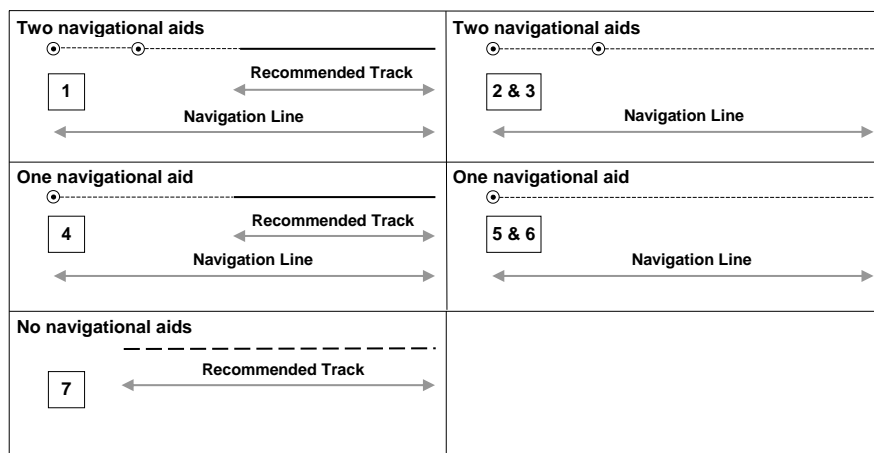 Two navigational aids
Recommended Track
1
Navigation Line
Two navigational aids
2 & 3
Navigation Line
One navigational aid
Recommended Track
4
Navigation Line
One navigational aid
5 & 6
Navigation Line
No navigational aids
Recommended Track
7